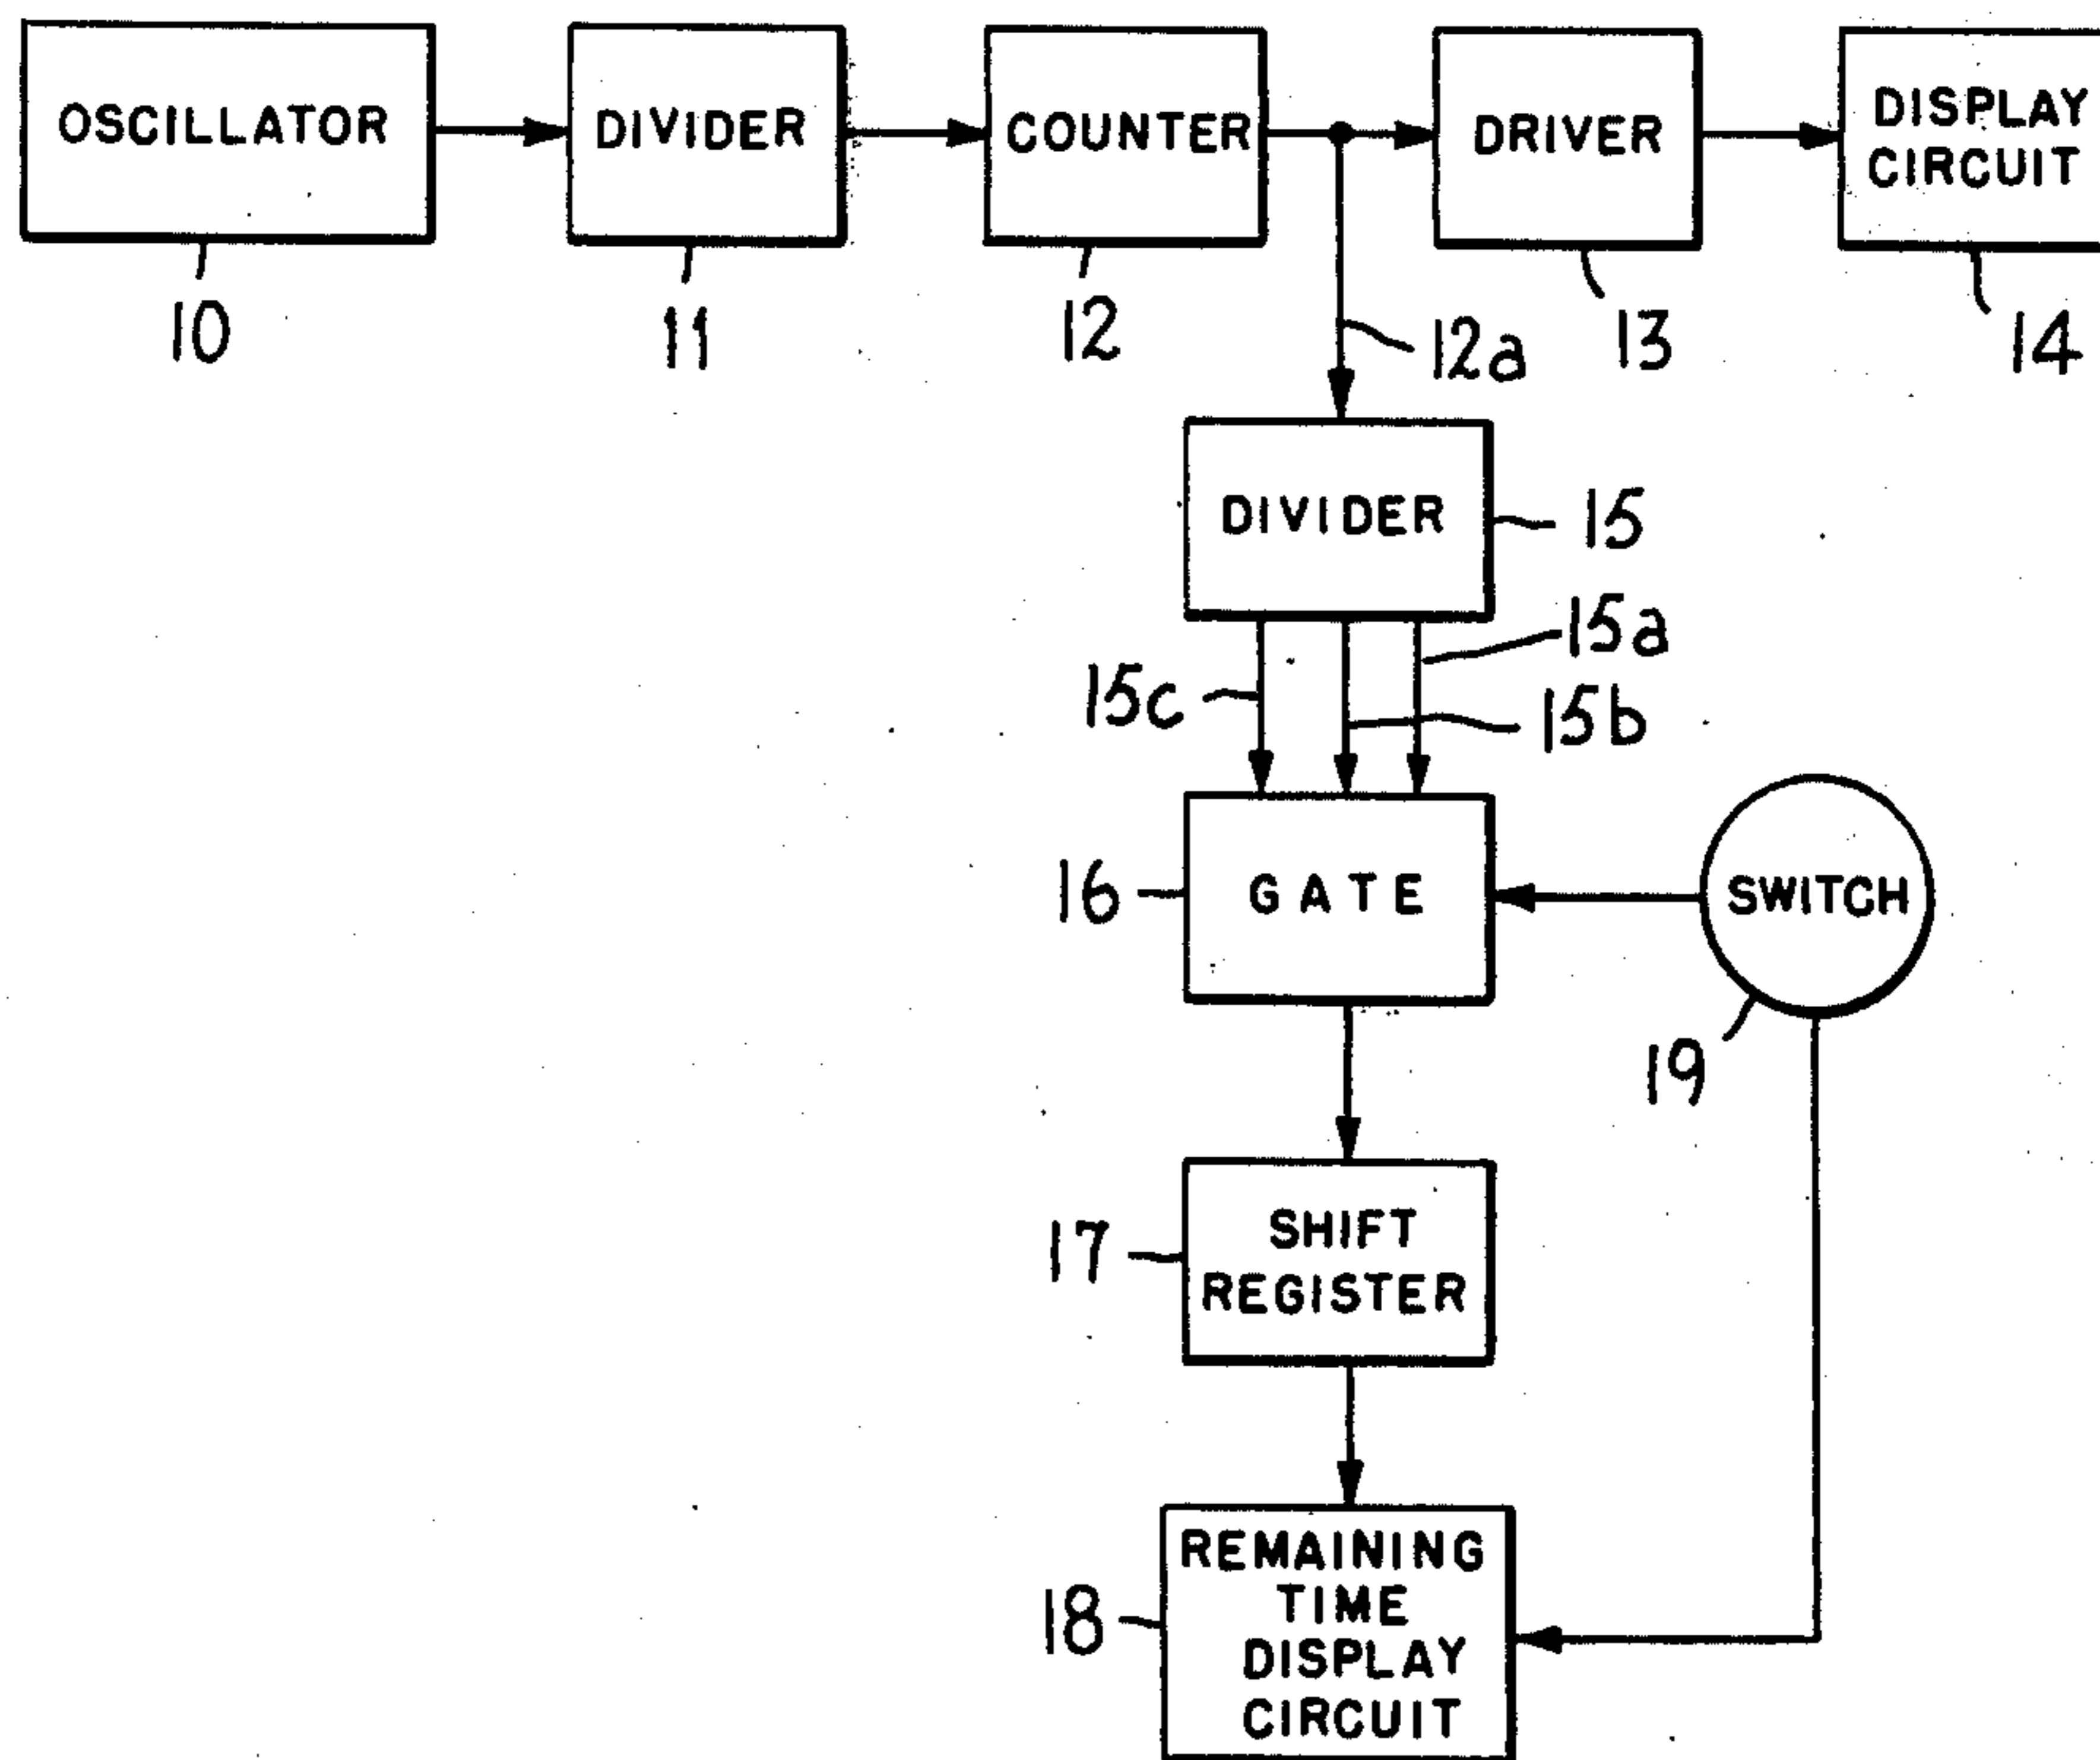 OSCILLATOR
DIVIDER
COUNTER
DRIVER
DISPLAY
CIRCUIT
10
11
12
12a
13
14
DIVIDER
15
15a
15c
15b
16
GATE
SWITCH
19
17
SHIFT
REGISTER
18
REMAINING
TIME
DISPLAY
CIRCUIT